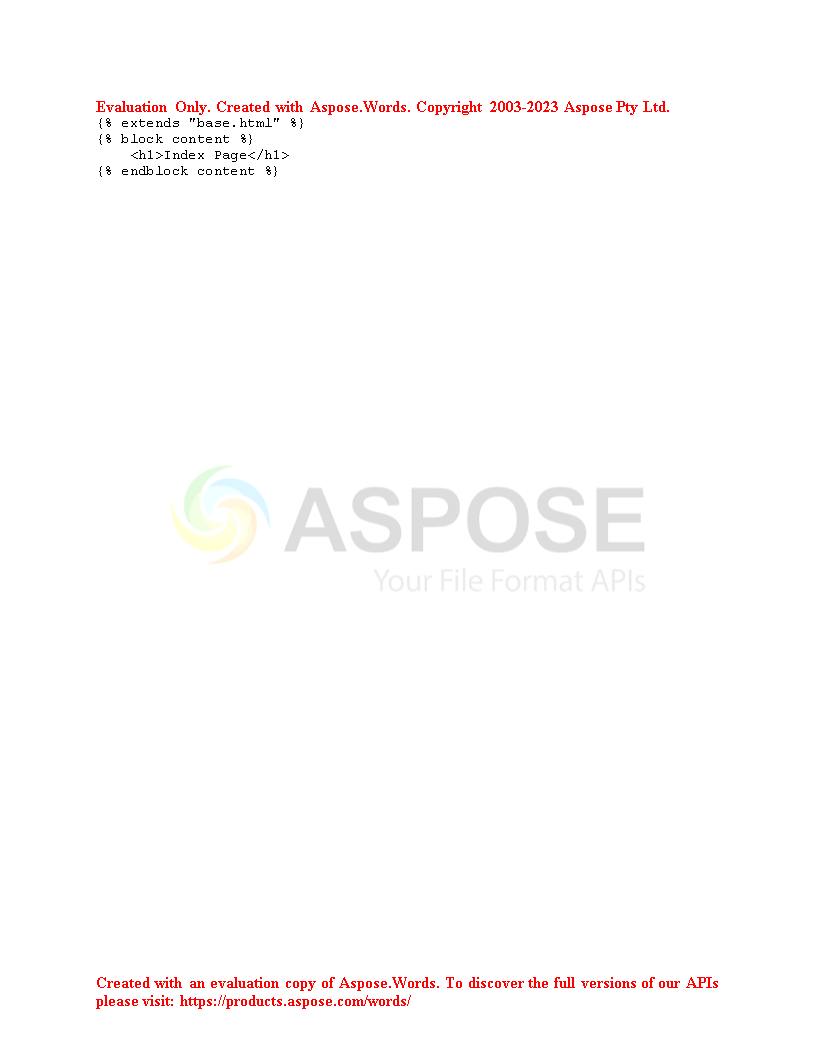 Evaluation Only. Created with Aspose.Words. Copyright 2003-2023 Aspose Pty Ltd.
{% extends "base.html" %}
{% block content %}
    <h1>Index Page</h1>
{% endblock content %}
ASPOSE
Your File Format APIs
Created with an evaluation copy of Aspose.Words. To discover the full versions of our APIs
please visit: https://products.aspose.com/words/